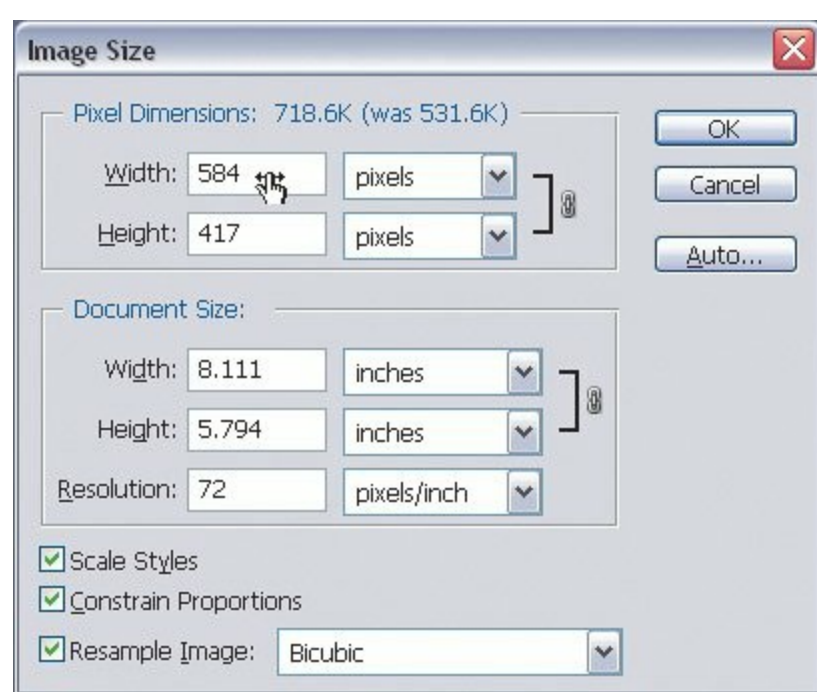 Image Size
Pixel Dimensions: 718.6K (was 531.6K)
Width: 584 pixels
Height: 417 pixels
OK
Cancel
Auto...
Document Size:
Width: 8.111 inches
Height: 5.794 inches
Resolution: 72 pixels/inch
Scale Styles
Constrain Proportions
Resample Image: Bicubic